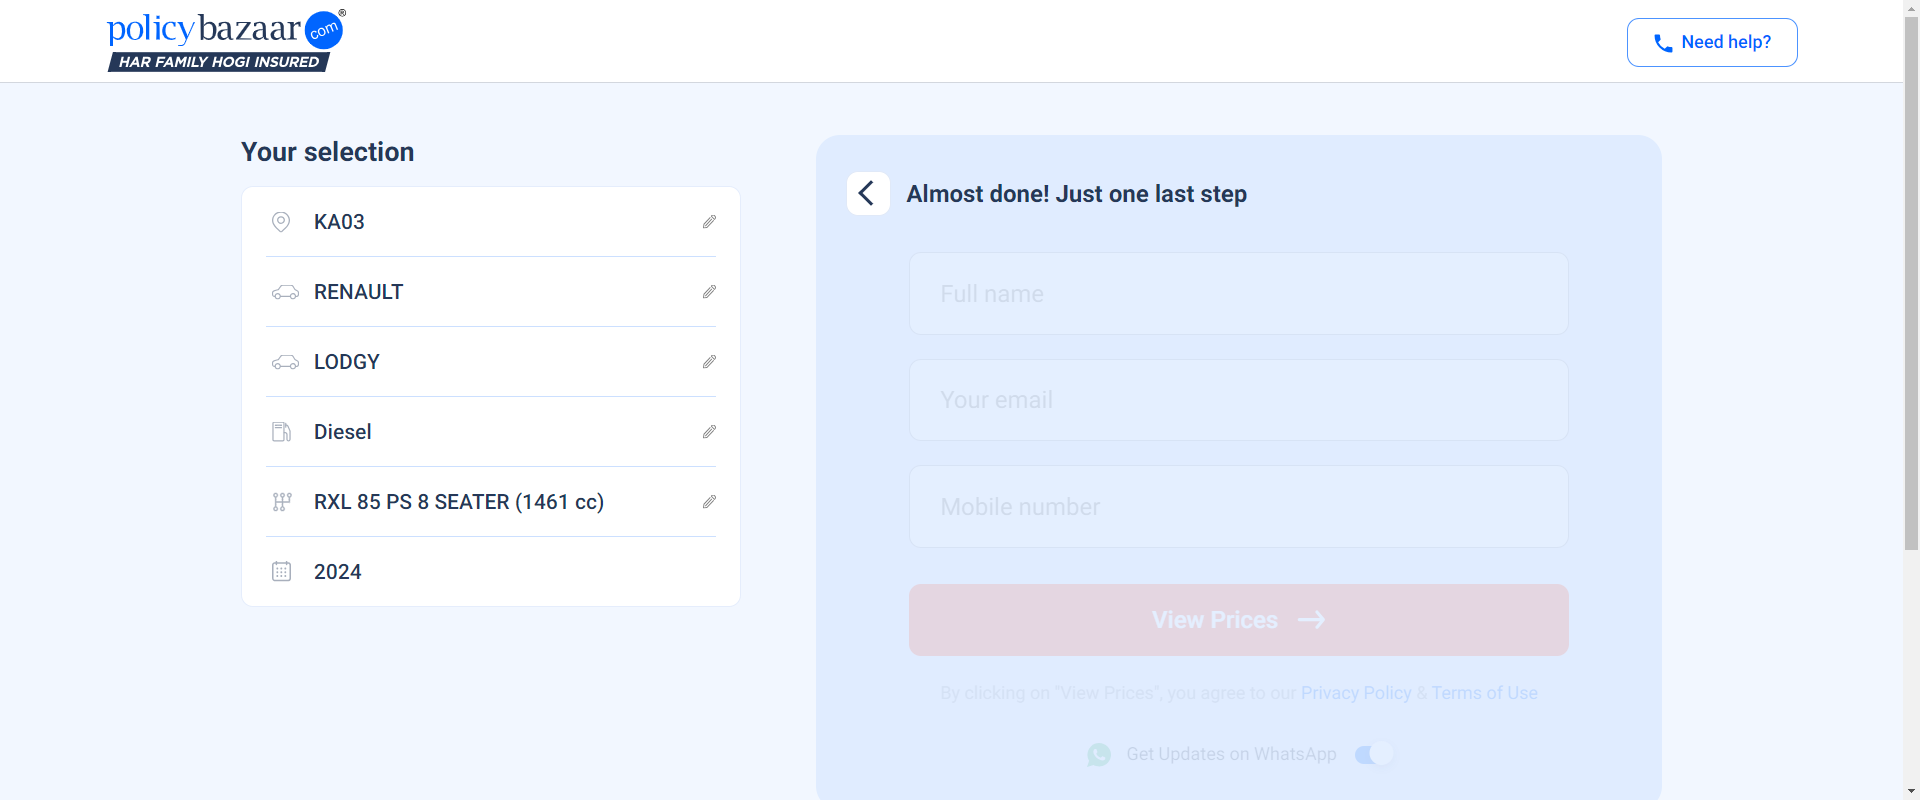 policybazaar.com®
HAR FAMILY HOGI INSURED
Need help?
Your selection
KA03
RENAULT
LODGY
Diesel
RXL 85 PS 8 SEATER (1461 cc)
2024
Almost done! Just one last step
Full name
Your email
Mobile number
View Prices
By clicking on "View Prices", you agree to our Privacy Policy & Terms of Use
Get Updates on WhatsApp